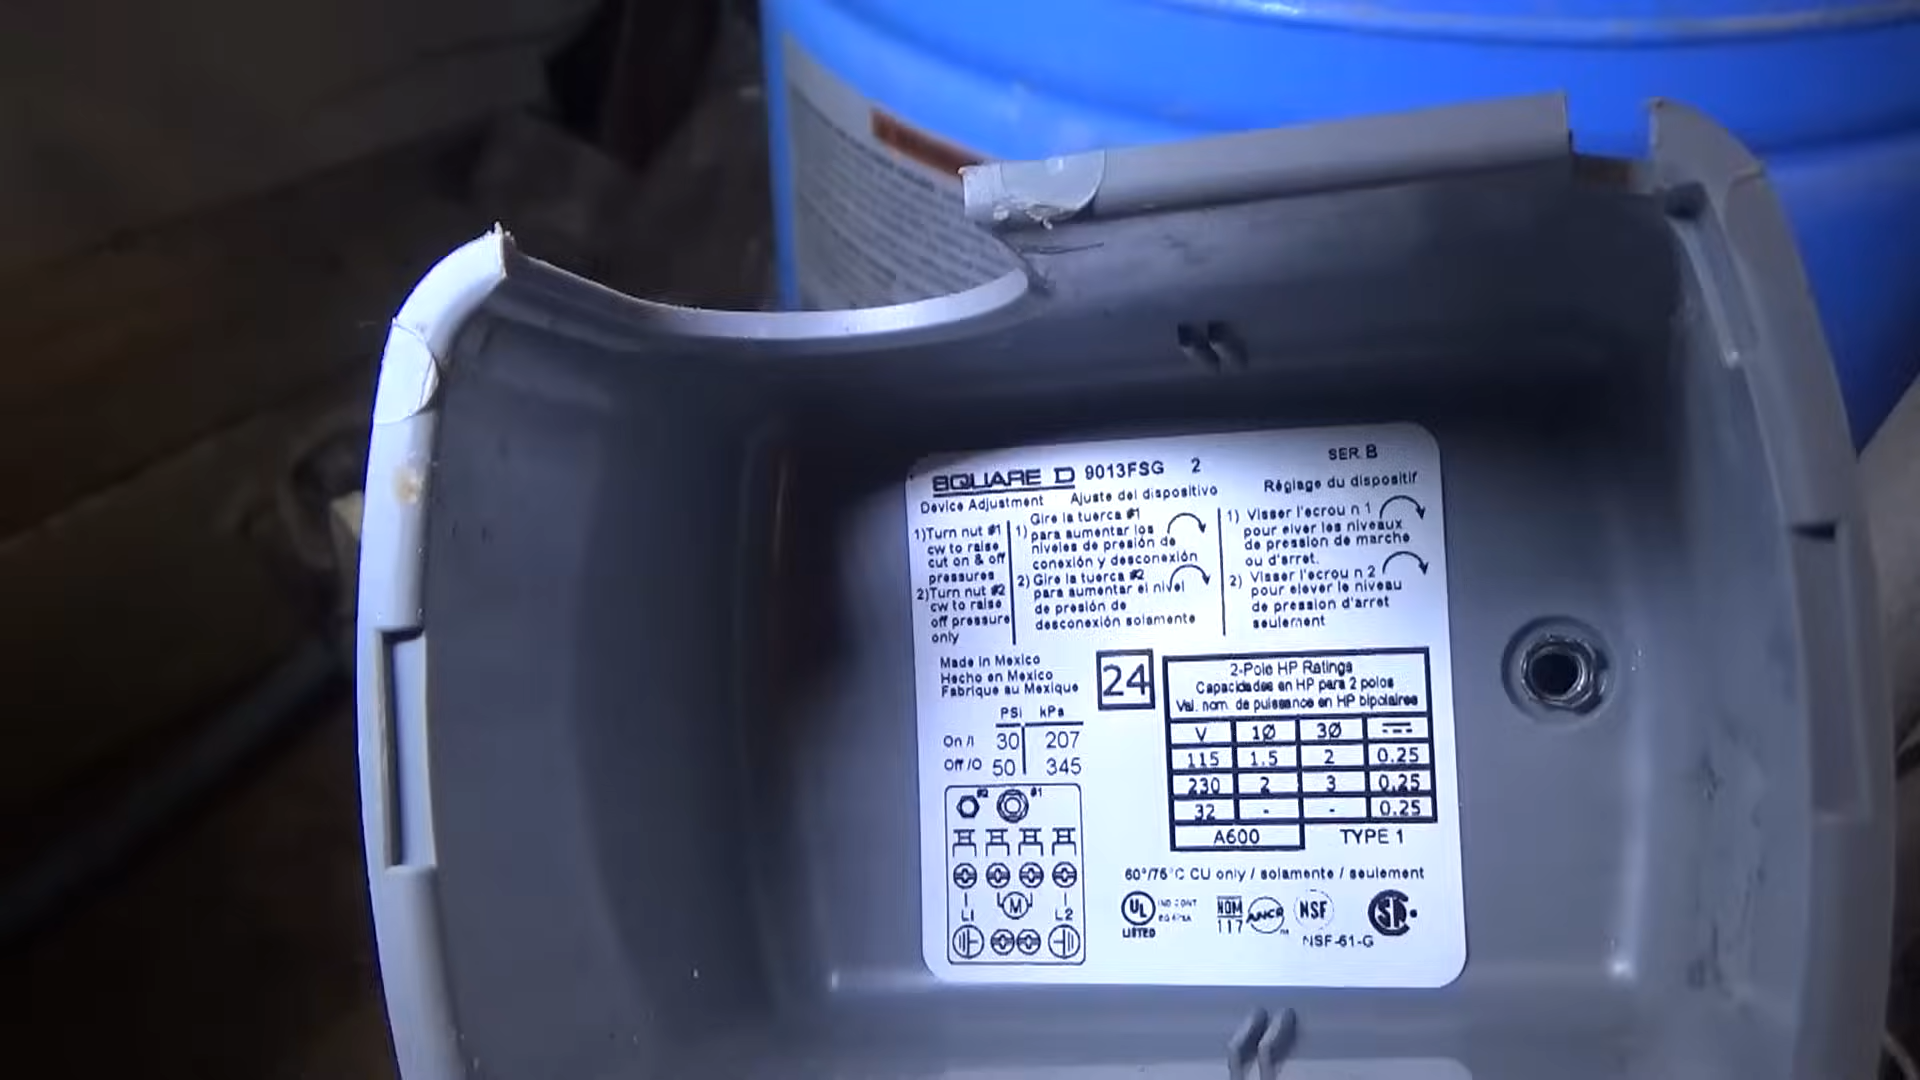 SQUARE D 9013FSG 2
SER B
Device Adjustment
1)Turn nut #1
cw to raise
cut on & off
pressures
2)Turn nut #2
cw to raise
off pressure
only
Ajuste del dispositivo
1) Gire la tuerca #1
para aumentar los
niveles de presión de
conexión y desconexión
2) Gire la tuerca #2
para aumentar el nivel
de presión de
desconexión solamente
Réglage du dispositif
1) Visser l'ecrou n 1
pour elver les niveaux
de pression de marche
ou d'arret.
2) Visser l'ecrou n 2
pour elever le niveau
de pression d'arret
seulement
Made in Mexico
Hecho en Mexico
Fabrique au Mexique
24
PSI kPa
On /I 30 207
Off /O 50 345
#2 #1
M
L1 L2
2-Pole HP Ratings
Capacidades en HP para 2 polos
Val. nom. de puissance en HP bipolaires
V 1Ø 3Ø
115 1.5 2 0.25
230 2 3 0.25
32 - - 0.25
A600 TYPE 1
60°/75°C CU only / solamente / seulement
UL
LISTED
IND CONT
NOM
117
ANCE
NSF
NSF-61-G